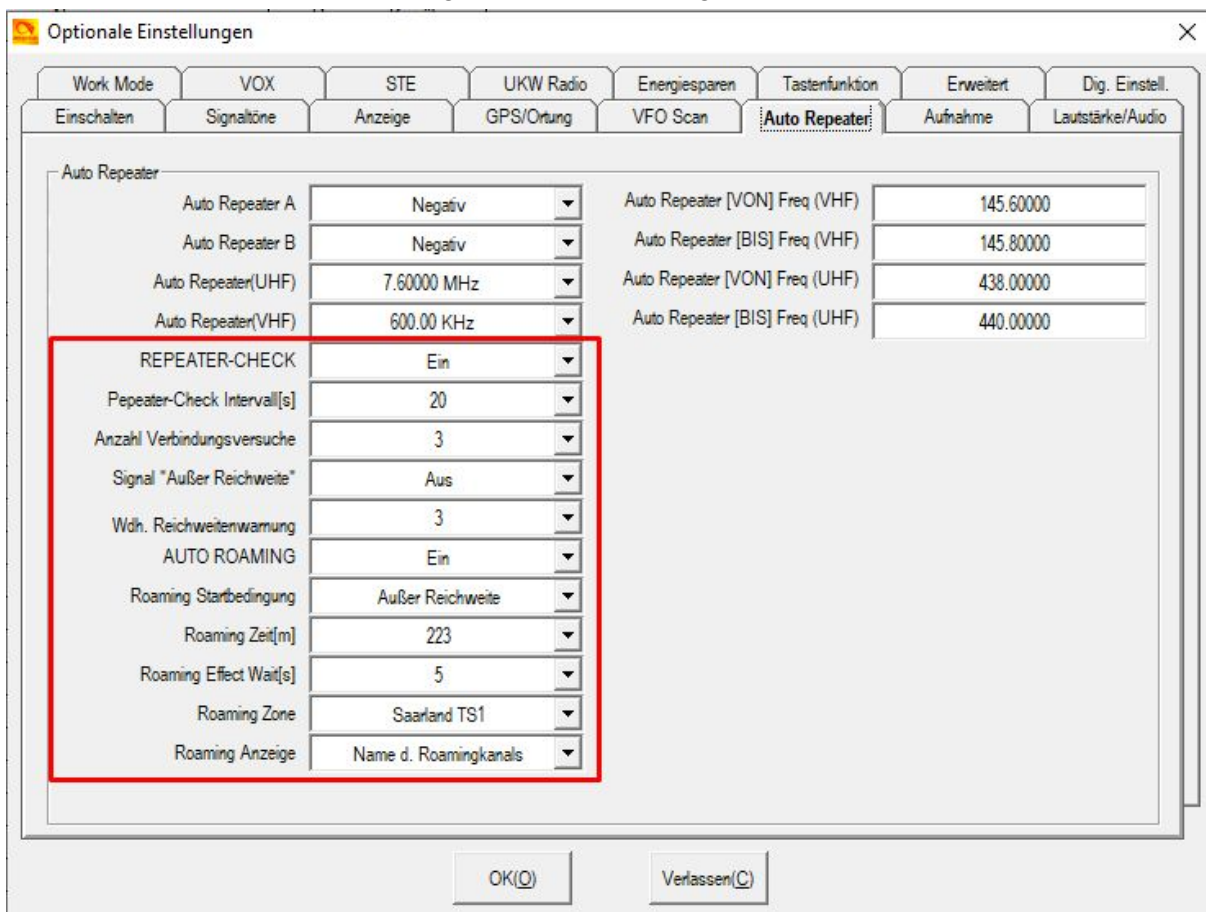 Optionale Einstellungen
Work Mode VOX STE UKW Radio Energiesparen Tastenfunktion Erweitert Dig. Einstell.
Einschalten Signaltöne Anzeige GPS/Ortung VFO Scan Auto Repeater Aufnahme Lautstärke/Audio
Auto Repeater
Auto Repeater A Negativ Auto Repeater [VON] Freq (VHF) 145.60000
Auto Repeater B Negativ Auto Repeater [BIS] Freq (VHF) 145.80000
Auto Repeater(UHF) 7.60000 MHz Auto Repeater [VON] Freq (UHF) 438.00000
Auto Repeater(VHF) 600.00 KHz Auto Repeater [BIS] Freq (UHF) 440.00000
REPEATER-CHECK Ein
Pepeater-Check Intervall[s] 20
Anzahl Verbindungsversuche 3
Signal "Außer Reichweite" Aus
Wdh. Reichweitenwarnung 3
AUTO ROAMING Ein
Roaming Startbedingung Außer Reichweite
Roaming Zeit[m] 223
Roaming Effect Wait[s] 5
Roaming Zone Saarland TS1
Roaming Anzeige Name d. Roamingkanals
OK(O) Verlassen(C)